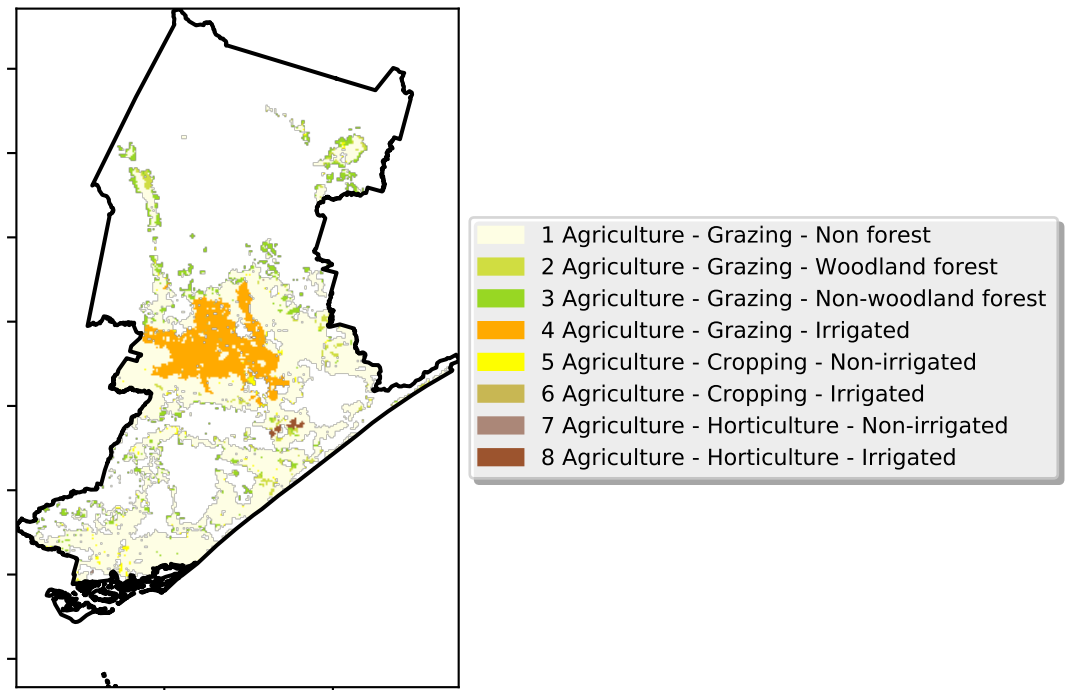 1 Agriculture - Grazing - Non forest
2 Agriculture - Grazing - Woodland forest
3 Agriculture - Grazing - Non-woodland forest
4 Agriculture - Grazing - Irrigated
5 Agriculture - Cropping - Non-irrigated
6 Agriculture - Cropping - Irrigated
7 Agriculture - Horticulture - Non-irrigated
8 Agriculture - Horticulture - Irrigated